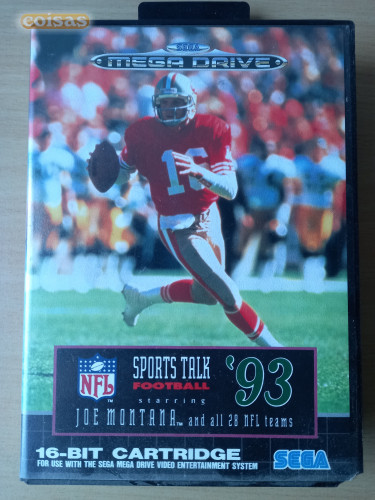 coisas
SEGA
MEGA DRIVE
16
NFL
SPORTS TALK
FOOTBALL
'93
starring
JOE MONTANA™ and all 28 NFL teams
16-BIT CARTRIDGE
FOR USE WITH THE SEGA MEGA DRIVE VIDEO ENTERTAINMENT SYSTEM
SEGA